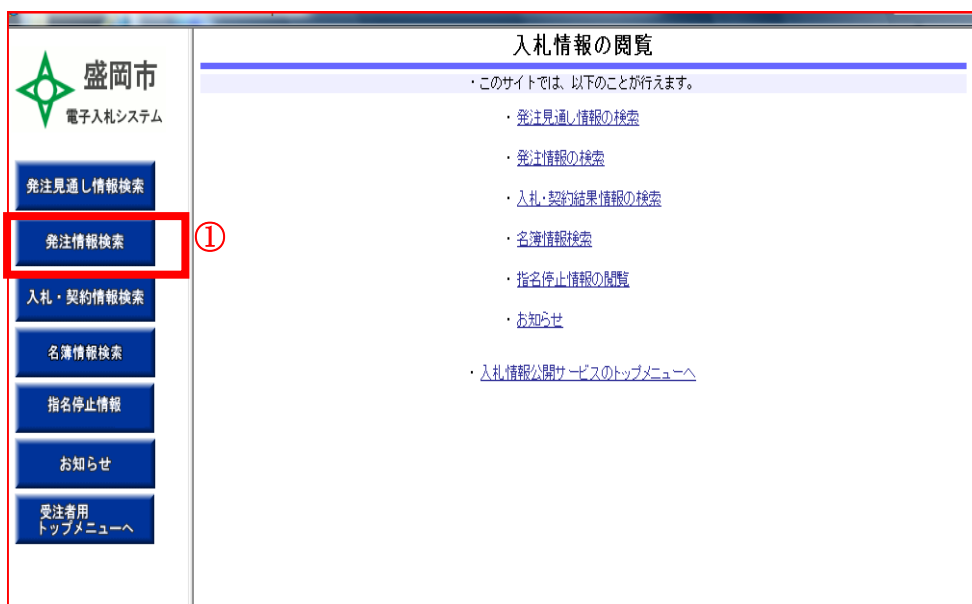 盛岡市
電子入札システム
発注見通し情報検索
発注情報検索
①
入札・契約情報検索
名簿情報検索
指名停止情報
お知らせ
受注者用
トップメニューへ
入札情報の閲覧
・このサイトでは、以下のことが行えます。
・発注見通し情報の検索
・発注情報の検索
・入札・契約結果情報の検索
・名簿情報検索
・指名停止情報の閲覧
・お知らせ
・入札情報公開サービスのトップメニューへ